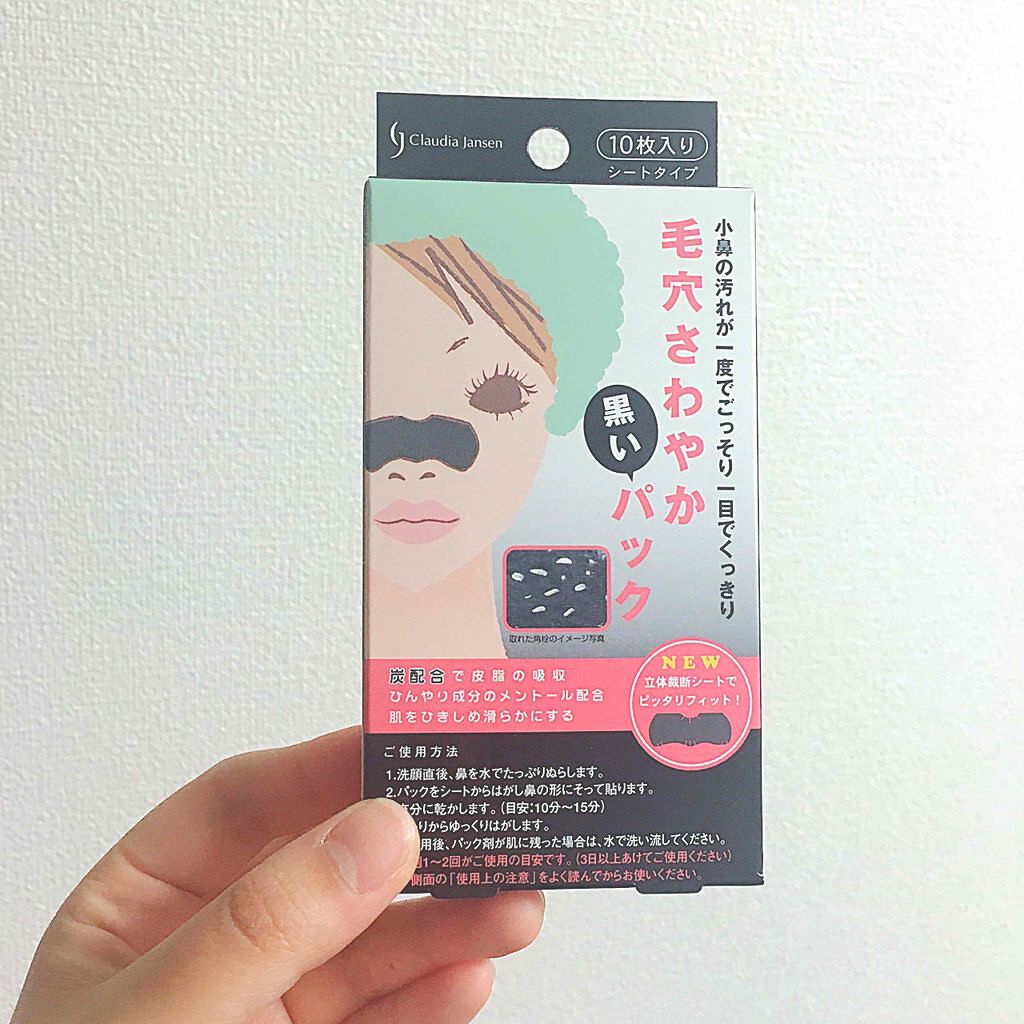 Claudia Jansen
10枚入り
シートタイプ
小鼻の汚れが一度でごっそり一目でくっきり
毛穴さわやか
黒い
パック
取れた角栓のイメージ写真
炭配合で皮脂の吸収
ひんやり成分のメントール配合
肌をひきしめ滑らかにする
NEW
立体裁断シートで
ピッタリフィット!
ご使用方法
1.洗顔直後、鼻を水でたっぷりぬらします。
2.パックをシートからはがし鼻の形にそって貼ります。
分に乾かします。(目安:10分~15分)
りからゆっくりはがします。
用後、パック剤が肌に残った場合は、水で洗い流してください。
1~2回がご使用の目安です。(3日以上あけてご使用ください)
側面の「使用上の注意」をよく読んでからお使いください。